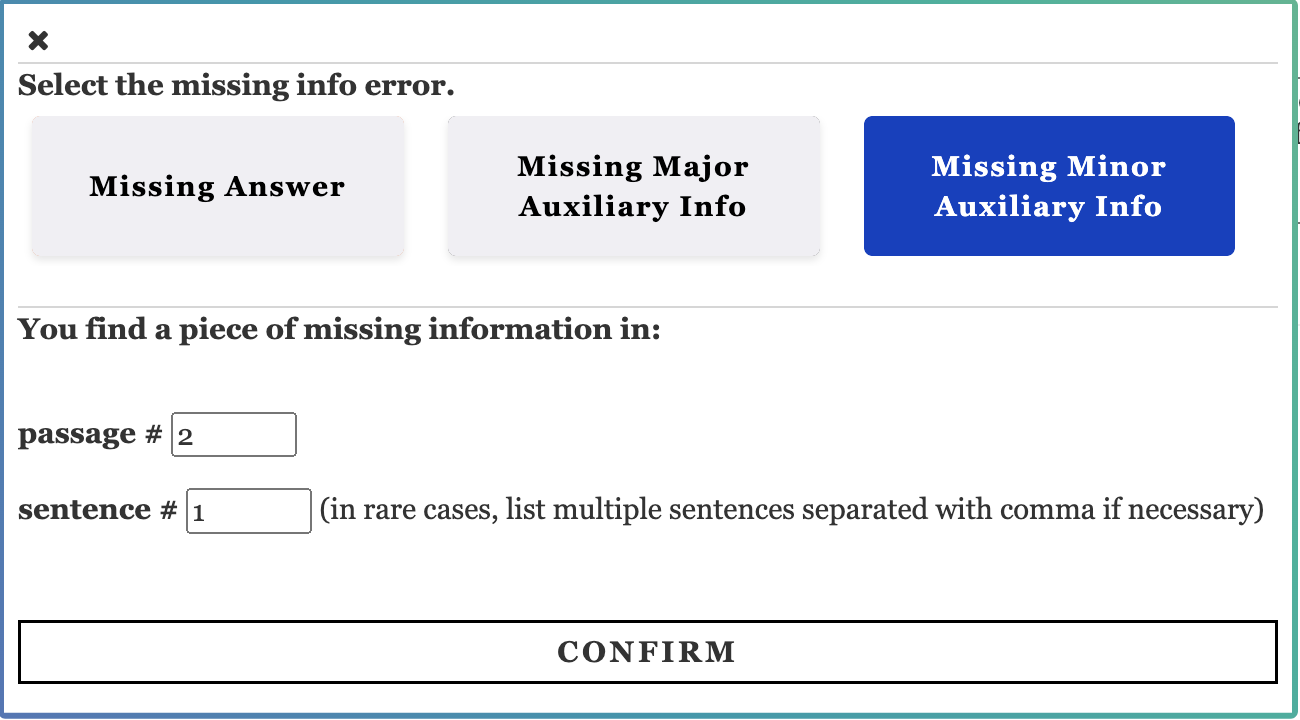 ✖
Select the missing info error.
Missing Answer
Missing Major
Auxiliary Info
Missing Minor
Auxiliary Info
You find a piece of missing information in:
passage # 2
sentence # 1 (in rare cases, list multiple sentences separated with comma if necessary)
CONFIRM